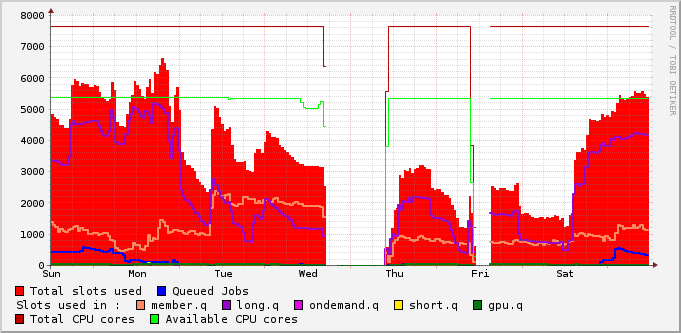 8000
7000
6000
5000
4000
3000
2000
1000
0
Sun Mon Tue Wed Thu Fri Sat
RRDTOOL / TOBI OETIKER
Total slots used Queued Jobs
Slots used in : member.q long.q ondemand.q short.q gpu.q
Total CPU cores Available CPU cores